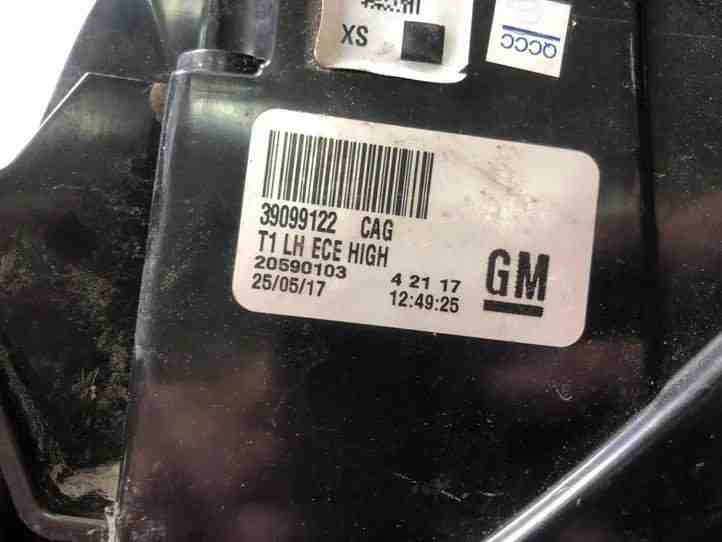 XS
QCCC
39099122 CAG
T1 LH ECE HIGH
20590103 4 21 17
25/05/17 12:49:25
GM